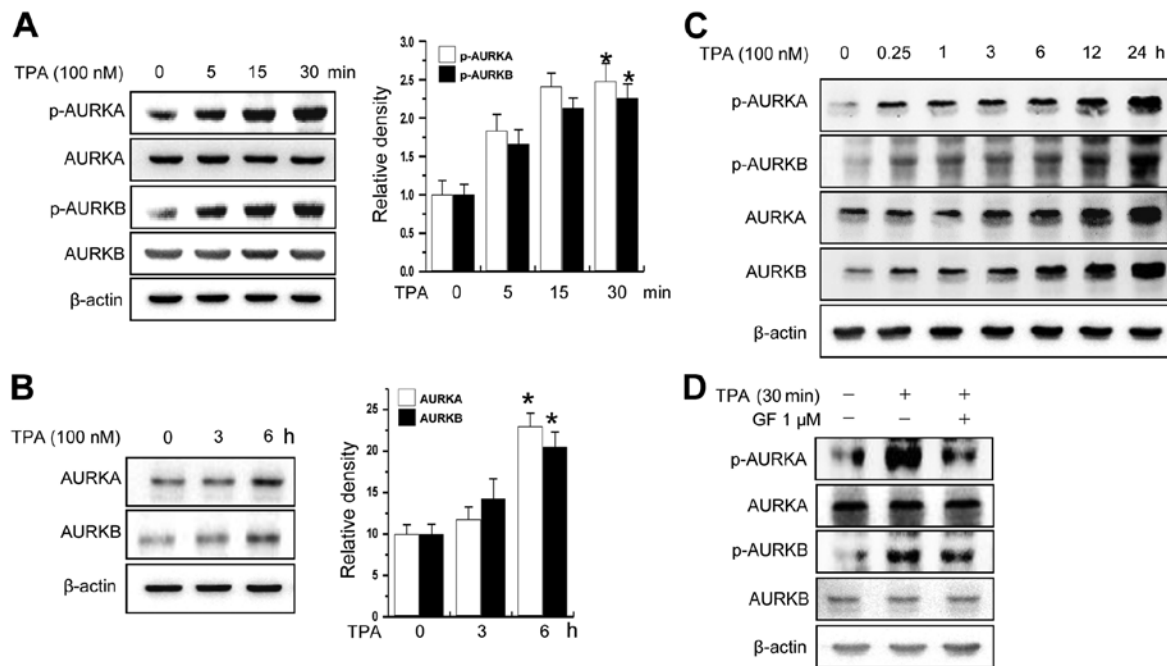 A
TPA (100 nM) 0 5 15 30 min
p-AURKA
AURKA
p-AURKB
AURKB
β-actin
Relative density
3.0
2.5
2.0
1.5
1.0
0.5
0.0
p-AURKA
p-AURKB
* *
TPA 0 5 15 30 min
B
TPA (100 nM) 0 3 6 h
AURKA
AURKB
β-actin
Relative density
25
20
15
10
5
0
AURKA
AURKB
* *
TPA 0 3 6 h
C
TPA (100 nM) 0 0.25 1 3 6 12 24 h
p-AURKA
p-AURKB
AURKA
AURKB
β-actin
D
TPA (30 min) − + +
GF 1 µM − − +
p-AURKA
AURKA
p-AURKB
AURKB
β-actin